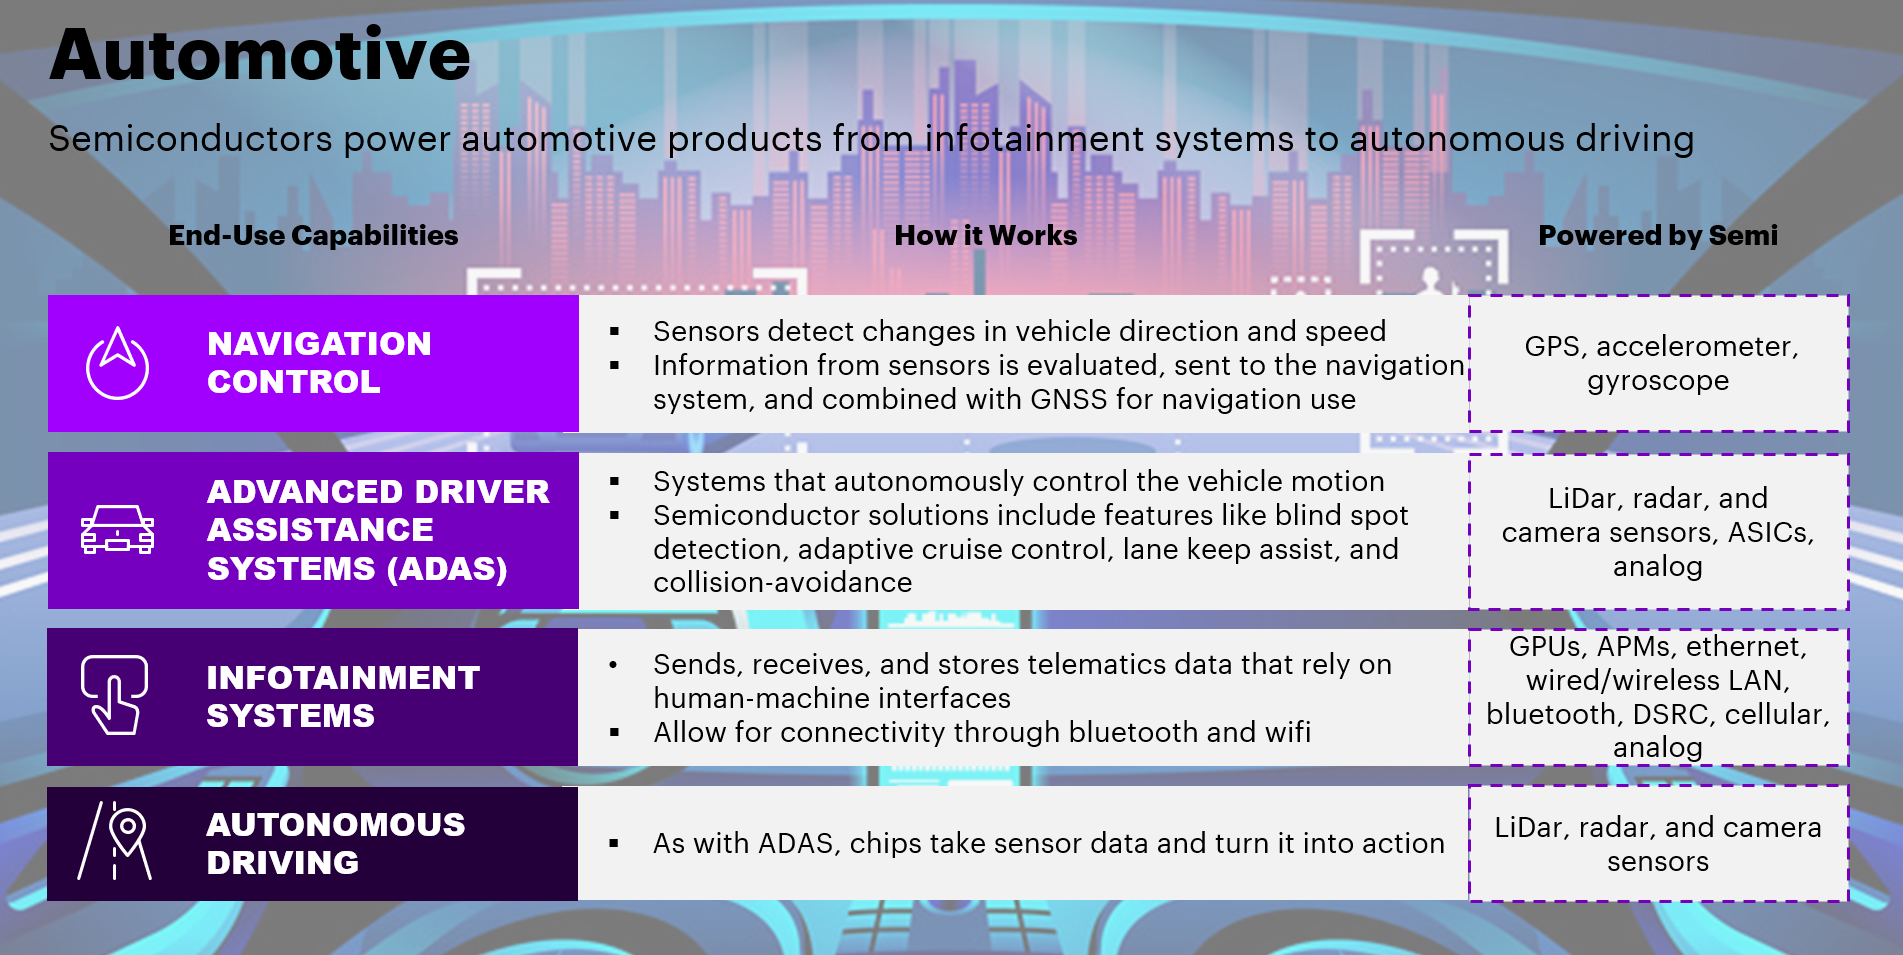 Automotive
Semiconductors power automotive products from infotainment systems to autonomous driving
End-Use Capabilities
How it Works
Powered by Semi
NAVIGATION
CONTROL
▪ Sensors detect changes in vehicle direction and speed
▪ Information from sensors is evaluated, sent to the navigation
system, and combined with GNSS for navigation use
GPS, accelerometer,
gyroscope
ADVANCED DRIVER
ASSISTANCE
SYSTEMS (ADAS)
▪ Systems that autonomously control the vehicle motion
▪ Semiconductor solutions include features like blind spot
detection, adaptive cruise control, lane keep assist, and
collision-avoidance
LiDar, radar, and
camera sensors, ASICs,
analog
INFOTAINMENT
SYSTEMS
• Sends, receives, and stores telematics data that rely on
human-machine interfaces
▪ Allow for connectivity through bluetooth and wifi
GPUs, APMs, ethernet,
wired/wireless LAN,
bluetooth, DSRC, cellular,
analog
AUTONOMOUS
DRIVING
▪ As with ADAS, chips take sensor data and turn it into action
LiDar, radar, and camera
sensors